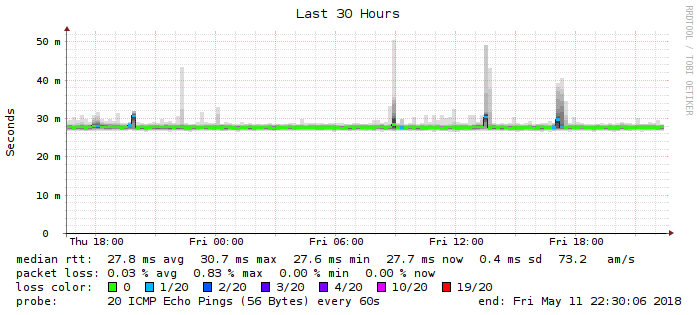 Last 30 Hours
RRDTOOL / TOBI OETIKER
Seconds
50 m
40 m
30 m
20 m
10 m
0
Thu 18:00 Fri 00:00 Fri 06:00 Fri 12:00 Fri 18:00
median rtt: 27.8 ms avg 30.7 ms max 27.6 ms min 27.7 ms now 0.4 ms sd 73.2 am/s
packet loss: 0.03 % avg 0.83 % max 0.00 % min 0.00 % now
loss color: 0 1/20 2/20 3/20 4/20 10/20 19/20
probe: 20 ICMP Echo Pings (56 Bytes) every 60s end: Fri May 11 22:30:06 2018